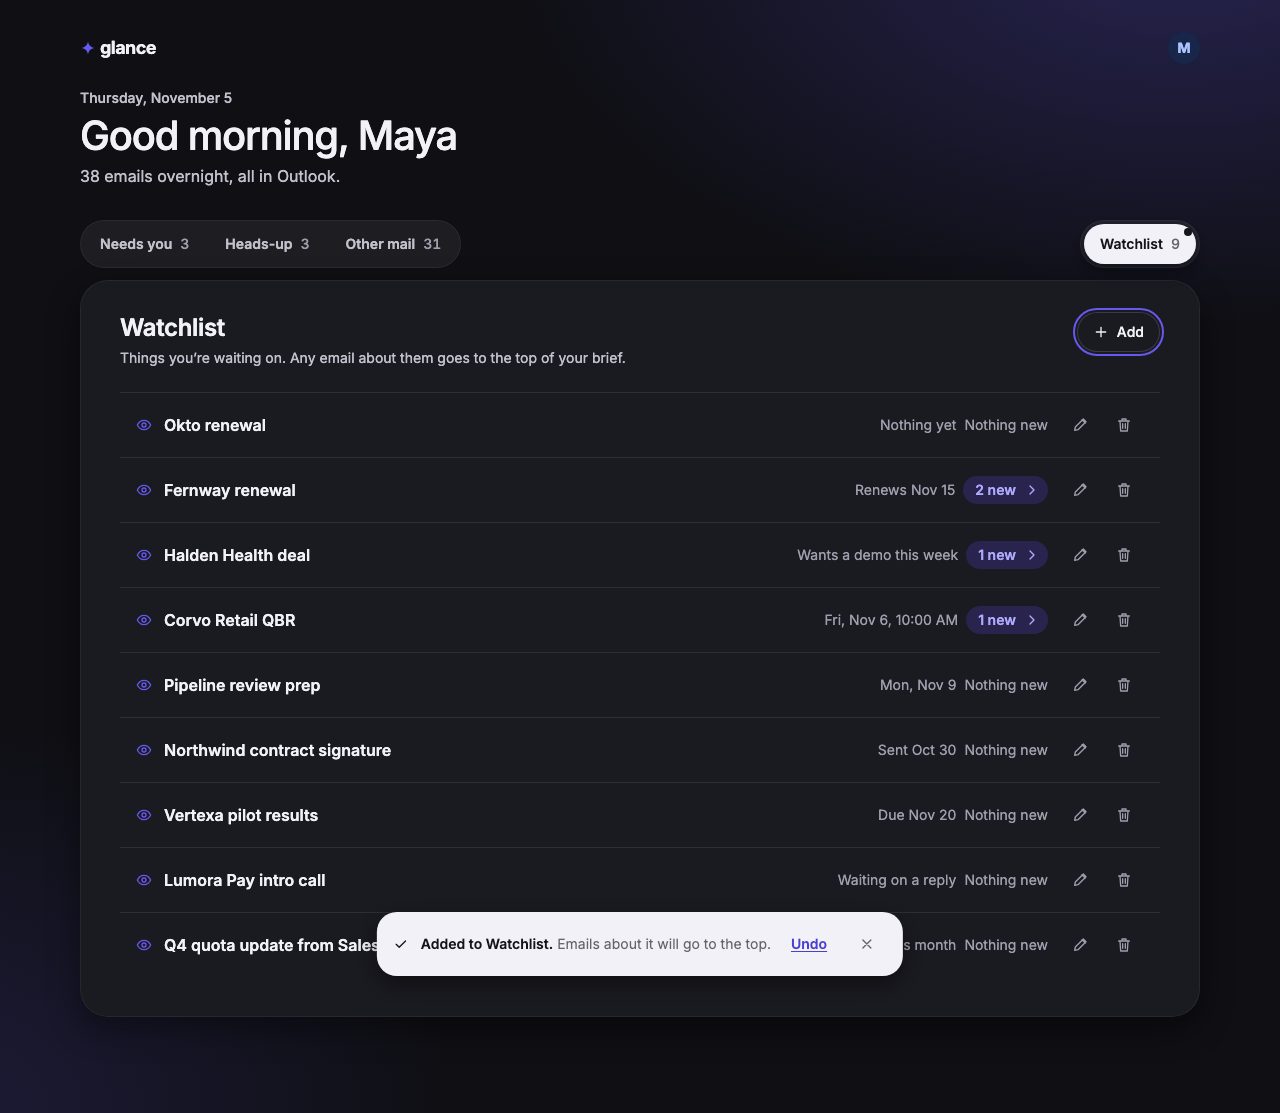 glance
M
Thursday, November 5
Good morning, Maya
38 emails overnight, all in Outlook.
Needs you 3 Heads-up 3 Other mail 31 Watchlist 9
Watchlist
Add
Things you’re waiting on. Any email about them goes to the top of your brief.
Okto renewal Nothing yet Nothing new
Fernway renewal Renews Nov 15 2 new
Halden Health deal Wants a demo this week 1 new
Corvo Retail QBR Fri, Nov 6, 10:00 AM 1 new
Pipeline review prep Mon, Nov 9 Nothing new
Northwind contract signature Sent Oct 30 Nothing new
Vertexa pilot results Due Nov 20 Nothing new
Lumora Pay intro call Waiting on a reply Nothing new
Q4 quota update from Sales month Nothing new
Added to Watchlist. Emails about it will go to the top. Undo